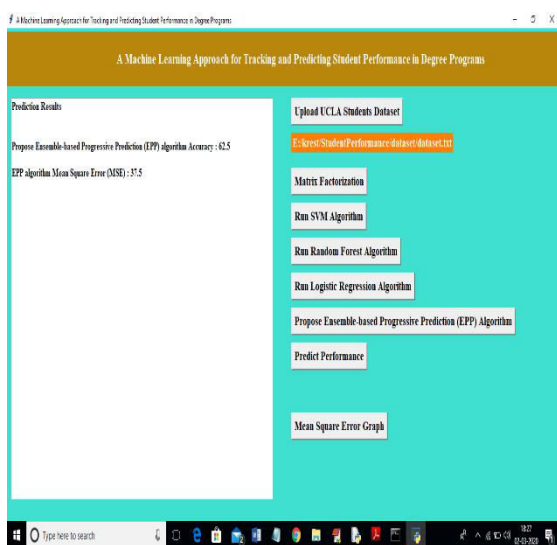 A Machine Learning Approach for Tracking and Predicting Student Performance in Degree Programs
A Machine Learning Approach for Tracking and Predicting Student Performance in Degree Programs
Prediction Results
Propose Ensemble-based Progressive Prediction (EPP) algorithm Accuracy : 62.5
EPP algorithm Mean Square Error (MSE) : 37.5
Upload UCLA Students Dataset
E:/krest/StudentPerformance/dataset/dataset.txt
Matrix Factorization
Run SVM Algorithm
Run Random Forest Algorithm
Run Logistic Regression Algorithm
Propose Ensemble-based Progressive Prediction (EPP) Algorithm
Predict Performance
Mean Square Error Graph
Type here to search
18:27